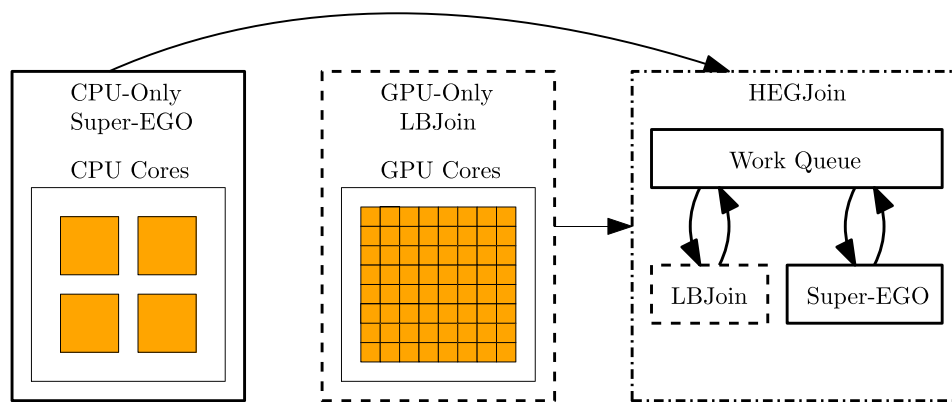 CPU-Only
Super-EGO
CPU Cores
GPU-Only
LBJoin
GPU Cores
HEGJoin
Work Queue
LBJoin
Super-EGO